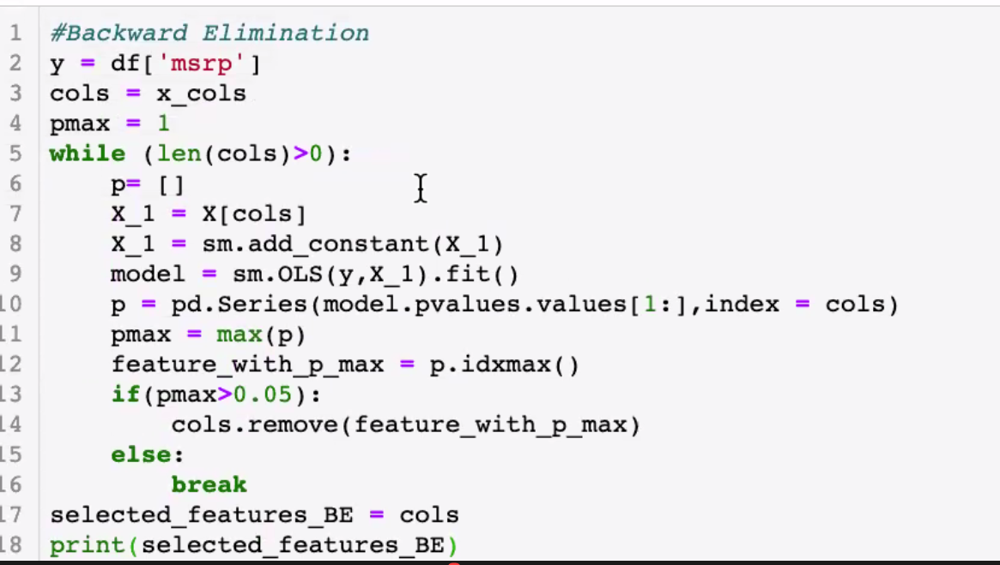 1 #Backward Elimination
2 y = df['msrp']
3 cols = x_cols
4 pmax = 1
5 while (len(cols)>0):
6     p= []
7     X_1 = X[cols]
8     X_1 = sm.add_constant(X_1)
9     model = sm.OLS(y,X_1).fit()
10     p = pd.Series(model.pvalues.values[1:],index = cols)
11     pmax = max(p)
12     feature_with_p_max = p.idxmax()
13     if(pmax>0.05):
14         cols.remove(feature_with_p_max)
15     else:
16         break
17 selected_features_BE = cols
18 print(selected_features_BE)